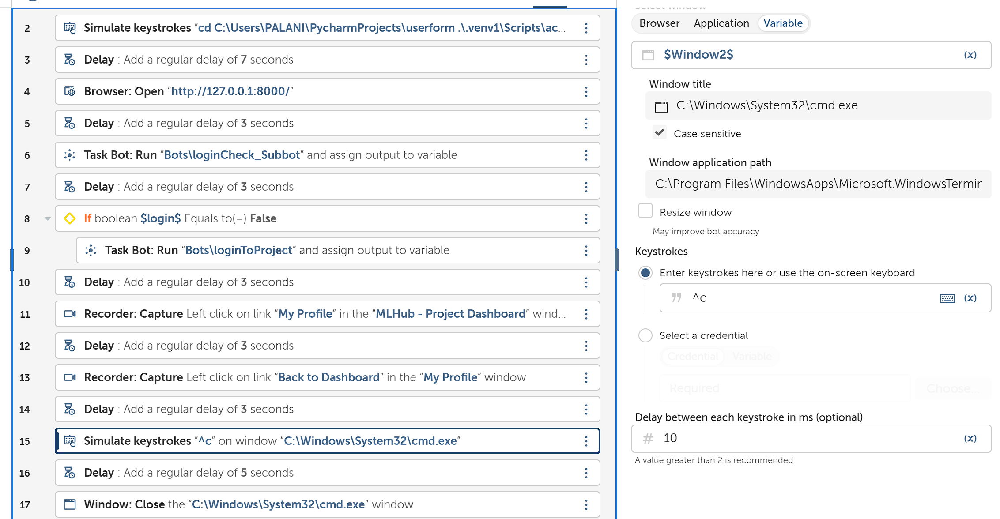 2 Simulate keystrokes “cd C:\Users\PALANI\PycharmProjects\userform .\.venv1\Scripts\ac...
3 Delay : Add a regular delay of 7 seconds
4 Browser: Open “http://127.0.0.1:8000/”
5 Delay : Add a regular delay of 3 seconds
6 Task Bot: Run “Bots\loginCheck_Subbot” and assign output to variable
7 Delay : Add a regular delay of 3 seconds
8 If boolean $login$ Equals to(=) False
9 Task Bot: Run “Bots\loginToProject” and assign output to variable
10 Delay : Add a regular delay of 3 seconds
11 Recorder: Capture Left click on link “My Profile” in the “MLHub - Project Dashboard” wind...
12 Delay : Add a regular delay of 3 seconds
13 Recorder: Capture Left click on link “Back to Dashboard” in the “My Profile” window
14 Delay : Add a regular delay of 3 seconds
15 Simulate keystrokes “^c” on window “C:\Windows\System32\cmd.exe”
16 Delay : Add a regular delay of 5 seconds
17 Window: Close the “C:\Windows\System32\cmd.exe” window
Select window
Browser Application Variable
$Window2$ (x)
Window title
C:\Windows\System32\cmd.exe
Case sensitive
Window application path
C:\Program Files\WindowsApps\Microsoft.WindowsTermin
Resize window
May improve bot accuracy
Keystrokes
Enter keystrokes here or use the on-screen keyboard
^c (x)
Select a credential
Credential Variable
Required Choose...
Delay between each keystroke in ms (optional)
# 10 (x)
A value greater than 2 is recommended.